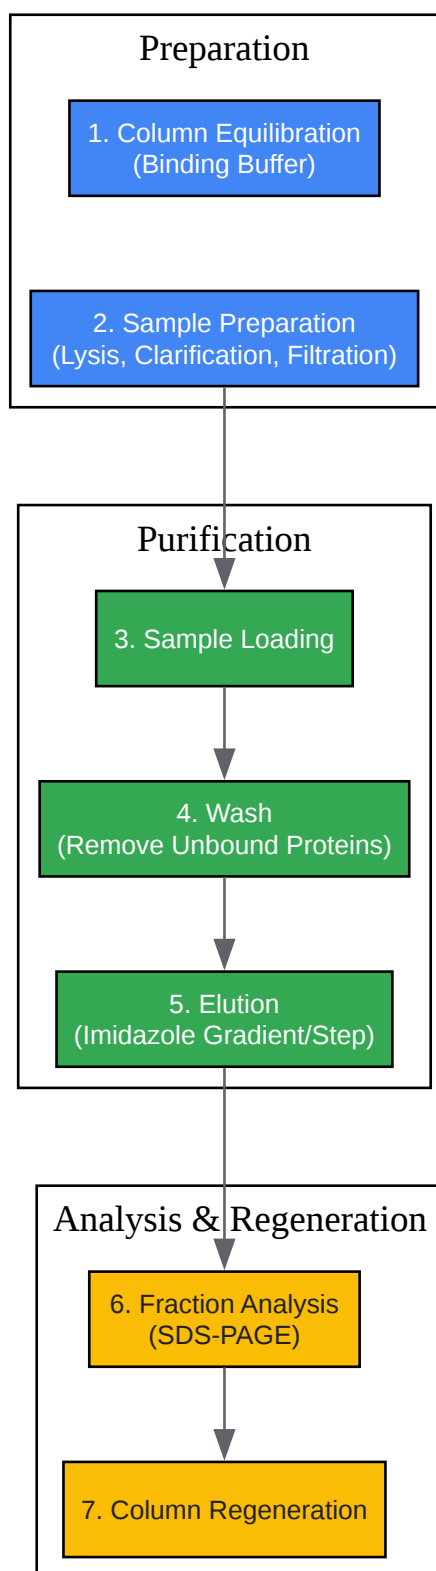 Preparation
1. Column Equilibration
(Binding Buffer)
2. Sample Preparation
(Lysis, Clarification, Filtration)
Purification
3. Sample Loading
4. Wash
(Remove Unbound Proteins)
5. Elution
(Imidazole Gradient/Step)
Analysis & Regeneration
6. Fraction Analysis
(SDS-PAGE)
7. Column Regeneration